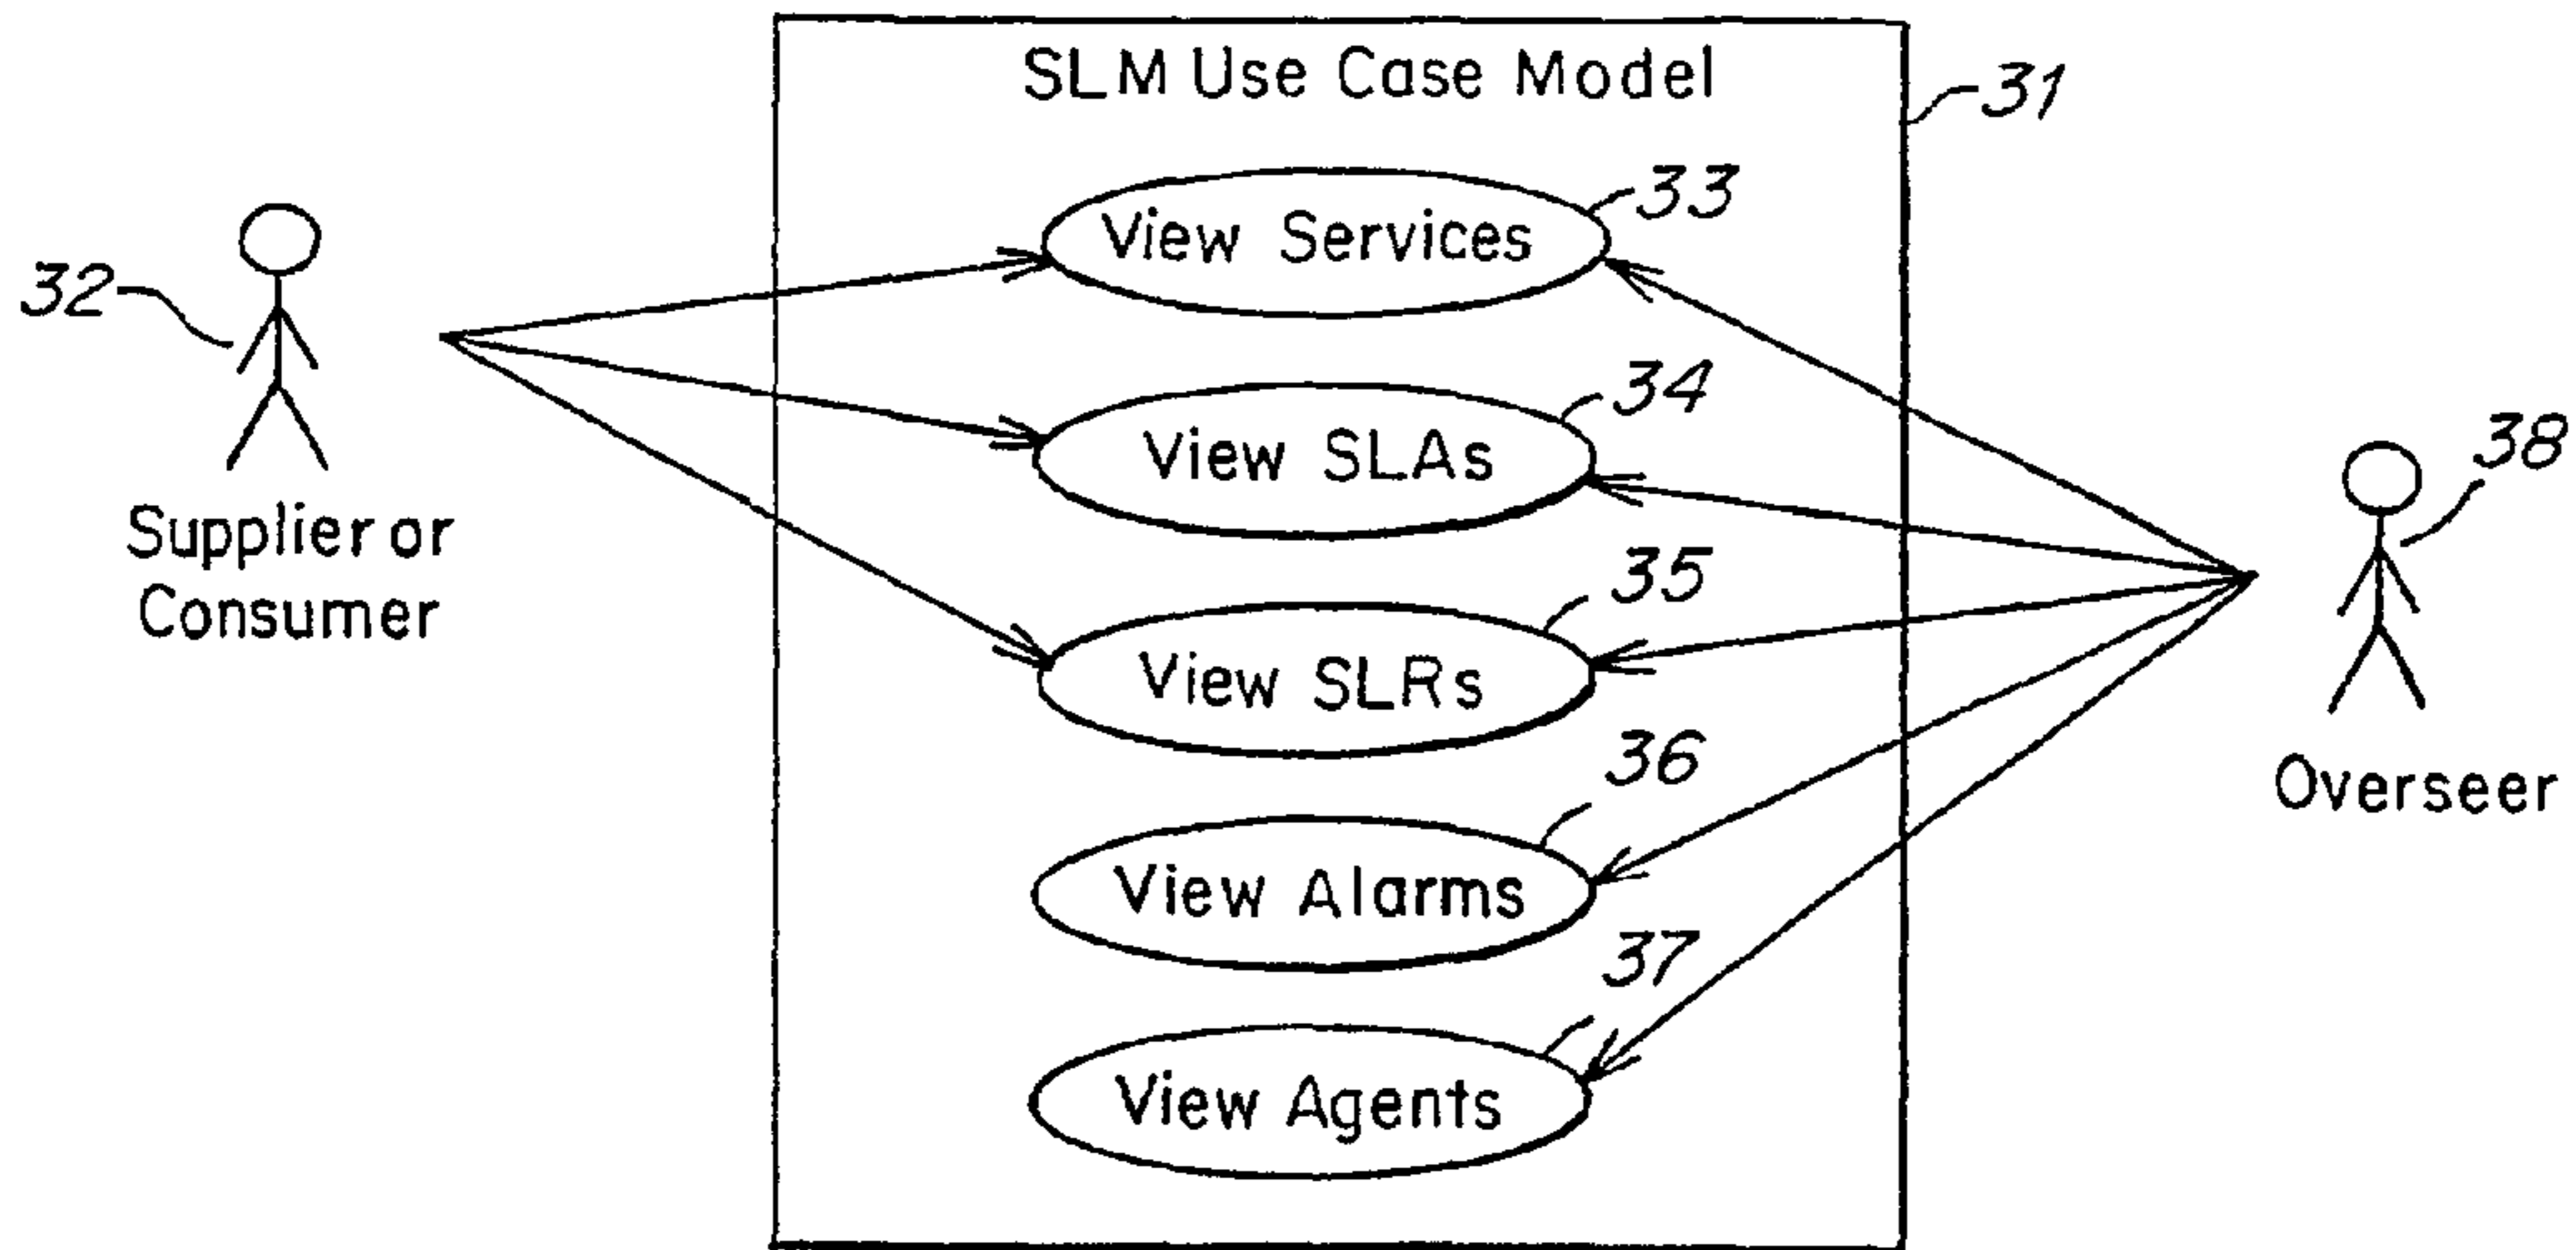 SLM Use Case Model
31
View Services
33
32
View SLAs
34
Supplier or
Consumer
38
View SLRs
35
Overseer
View Alarms
36
View Agents
37